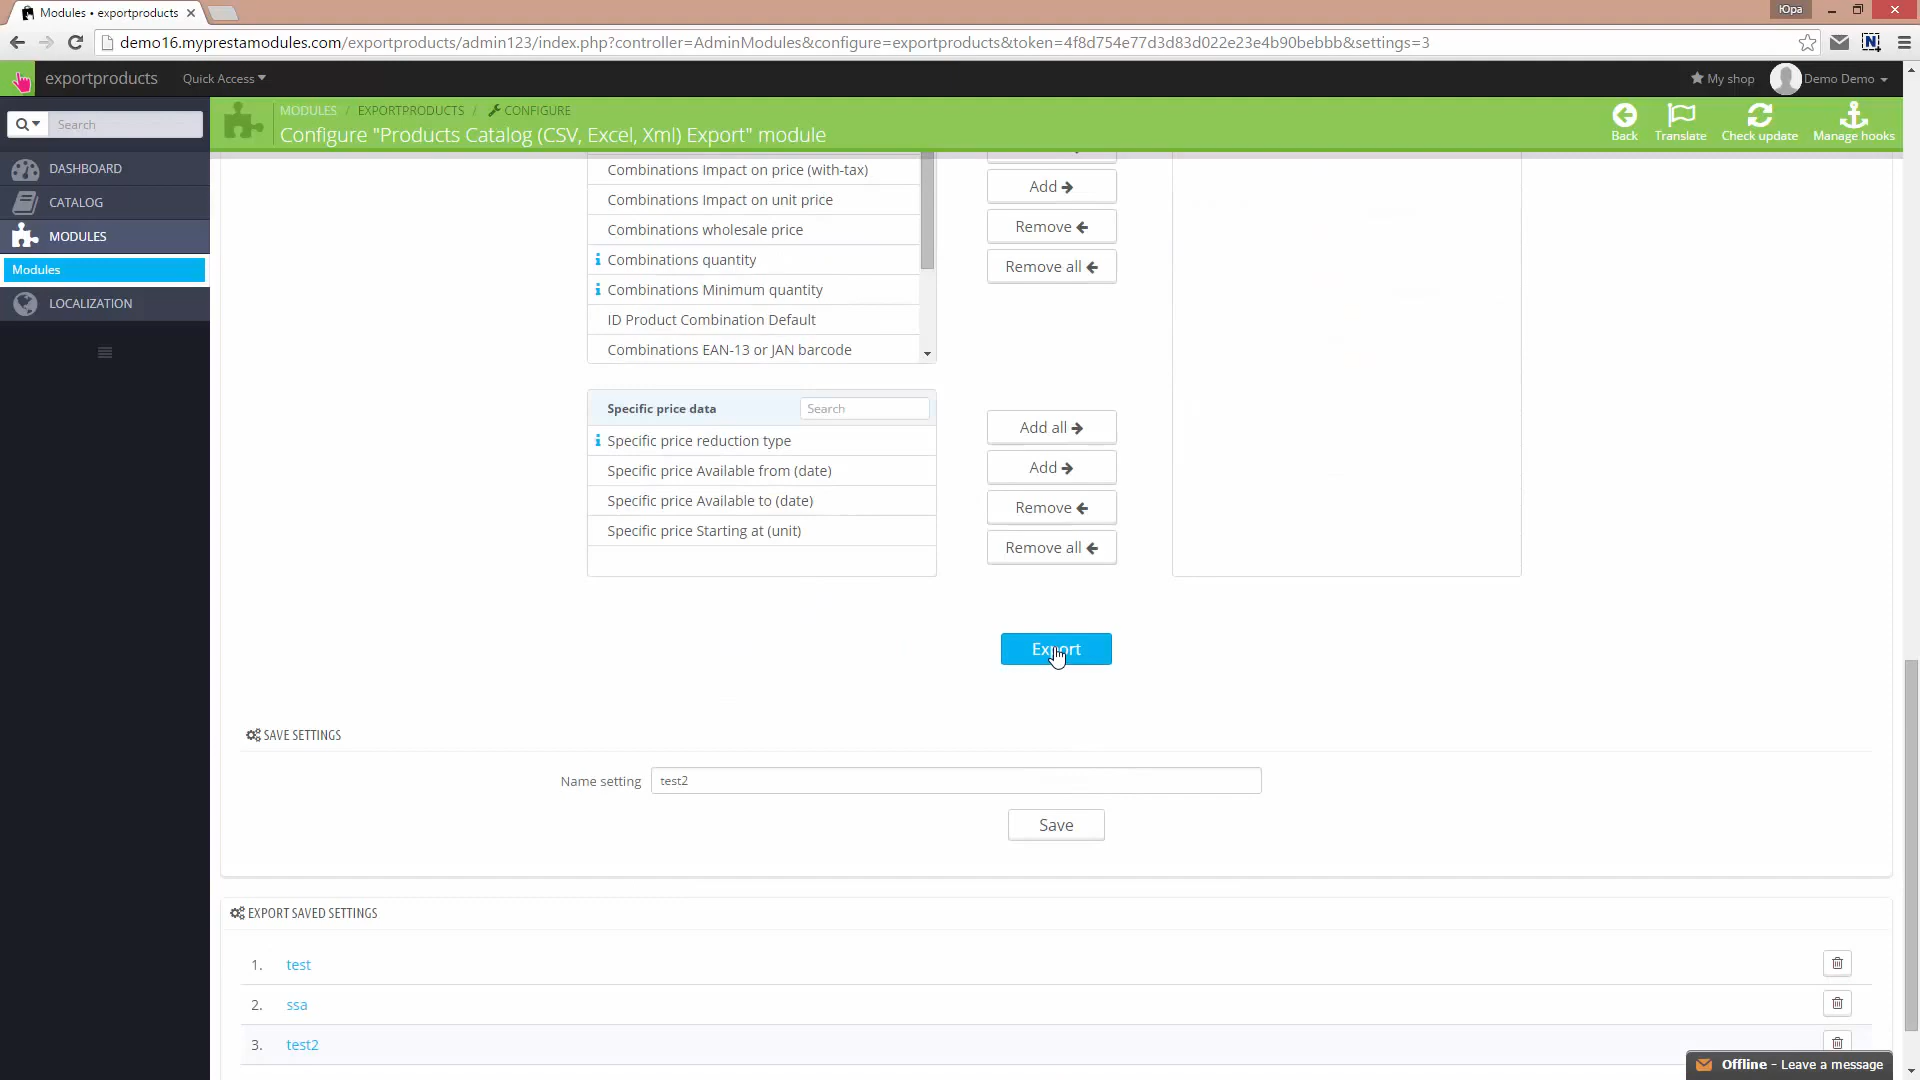 Modules • exportproducts
Юра
demo16.myprestamodules.com/exportproducts/admin123/index.php?controller=AdminModules&configure=exportproducts&token=4f8d754e77d3d83d022e23e4b90bebbb&settings=3
exportproducts
Quick Access
My shop
Demo Demo
Search
MODULES / EXPORTPRODUCTS / CONFIGURE
Configure "Products Catalog (CSV, Excel, Xml) Export" module
Back
Translate
Check update
Manage hooks
DASHBOARD
CATALOG
MODULES
Modules
LOCALIZATION
Combinations Impact on price (with-tax)
Combinations Impact on unit price
Combinations wholesale price
Combinations quantity
Combinations Minimum quantity
ID Product Combination Default
Combinations EAN-13 or JAN barcode
Add
Remove
Remove all
Specific price data
Search
Specific price reduction type
Specific price Available from (date)
Specific price Available to (date)
Specific price Starting at (unit)
Add all
Add
Remove
Remove all
Export
SAVE SETTINGS
Name setting
test2
Save
EXPORT SAVED SETTINGS
1. test
2. ssa
3. test2
Offline - Leave a message